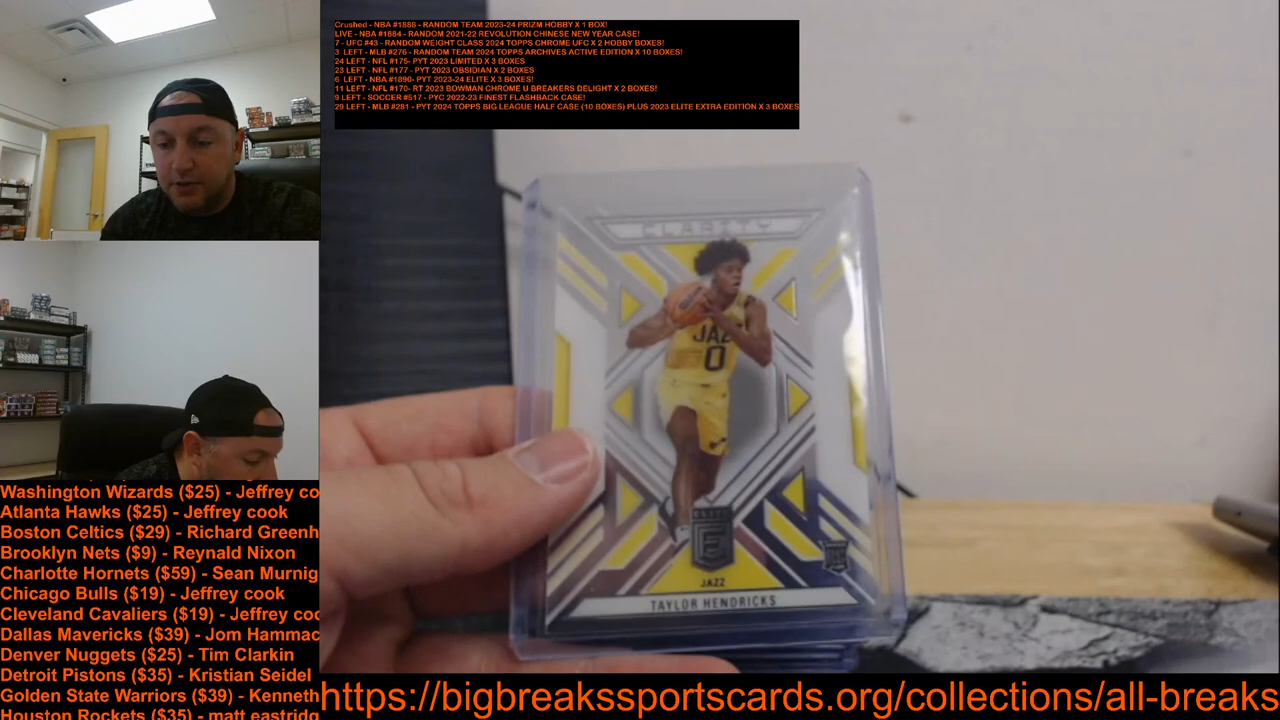 Crushed - NBA #1886 - RANDOM TEAM 2023-24 PRIZM HOBBY X 1 BOX!
LIVE - NBA #1884 - RANDOM 2021-22 REVOLUTION CHINESE NEW YEAR CASE!
7 - UFC #43 - RANDOM WEIGHT CLASS 2024 TOPPS CHROME UFC X 2 HOBBY BOXES!
3 LEFT - MLB #276 - RANDOM TEAM 2024 TOPPS ARCHIVES ACTIVE EDITION X 10 BOXES!
24 LEFT - NFL #175- PYT 2023 LIMITED X 3 BOXES
23 LEFT - NFL #177 - PYT 2023 OBSIDIAN X 2 BOXES
6 LEFT - NBA #1890- PYT 2023-24 ELITE X 3 BOXES!
11 LEFT - NFL #170- RT 2023 BOWMAN CHROME U BREAKERS DELIGHT X 2 BOXES!
9 LEFT - SOCCER #517 - PYC 2022-23 FINEST FLASHBACK CASE!
29 LEFT - MLB #281 - PYT 2024 TOPPS BIG LEAGUE HALF CASE (10 BOXES) PLUS 2023 ELITE EXTRA EDITION X 3 BOXES
CLARITY
JAZZ
0
ELITE
E
JAZZ
TAYLOR HENDRICKS
Washington Wizards ($25) - Jeffrey co
Atlanta Hawks ($25) - Jeffrey cook
Boston Celtics ($29) - Richard Greenh
Brooklyn Nets ($9) - Reynald Nixon
Charlotte Hornets ($59) - Sean Murnig
Chicago Bulls ($19) - Jeffrey cook
Cleveland Cavaliers ($19) - Jeffrey coo
Dallas Mavericks ($39) - Jom Hammac
Denver Nuggets ($25) - Tim Clarkin
Detroit Pistons ($35) - Kristian Seidel
Golden State Warriors ($39) - Kenneth
Houston Rockets ($35) - matt eastridg
https://bigbreakssportscards.org/collections/all-breaks